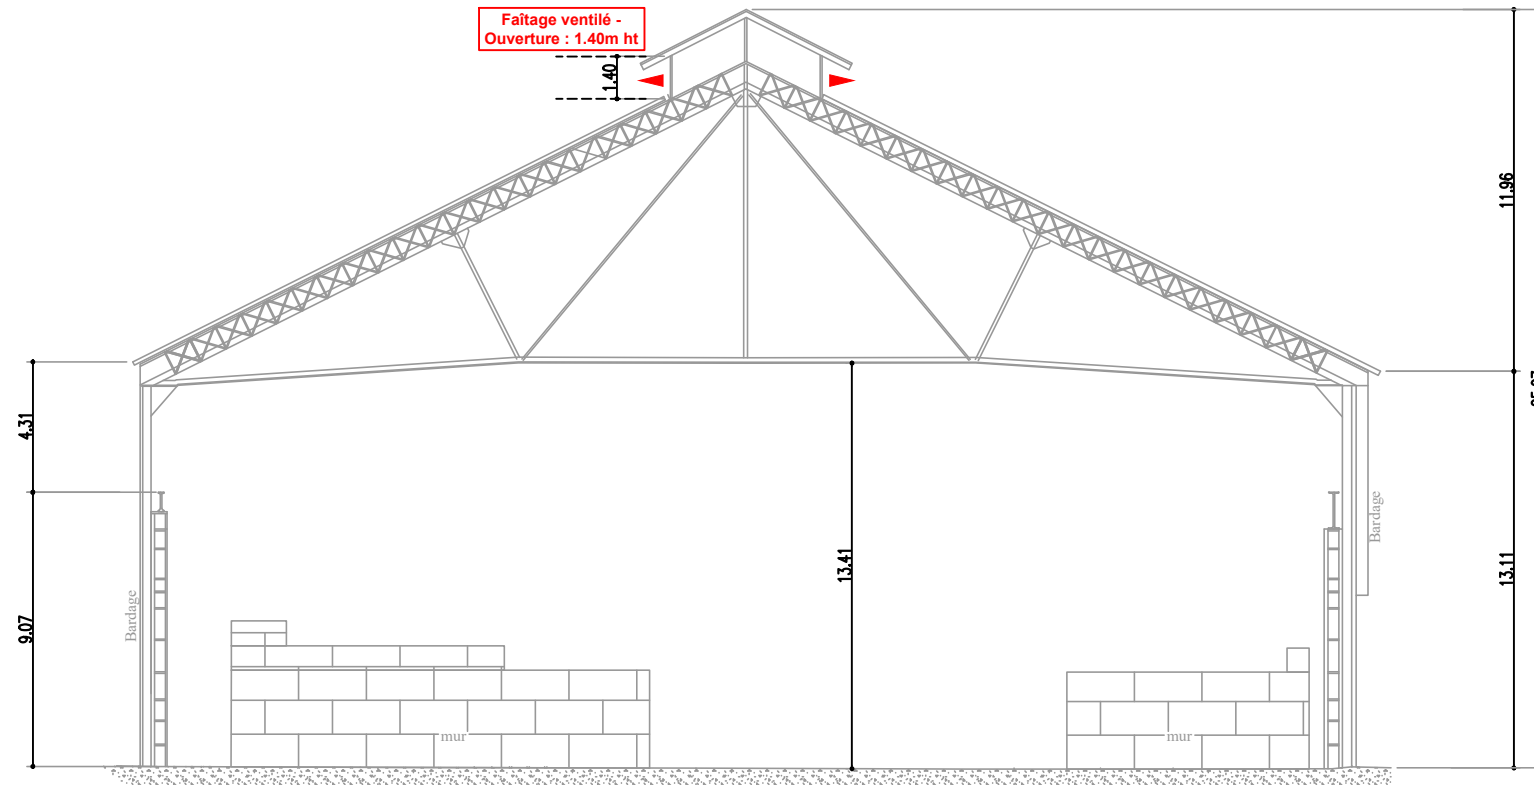 Faîtage ventilé -
Ouverture : 1.40m ht
1.40
11.96
4.31
9.07
13.41
13.11
Bardage
Bardage
mur
mur